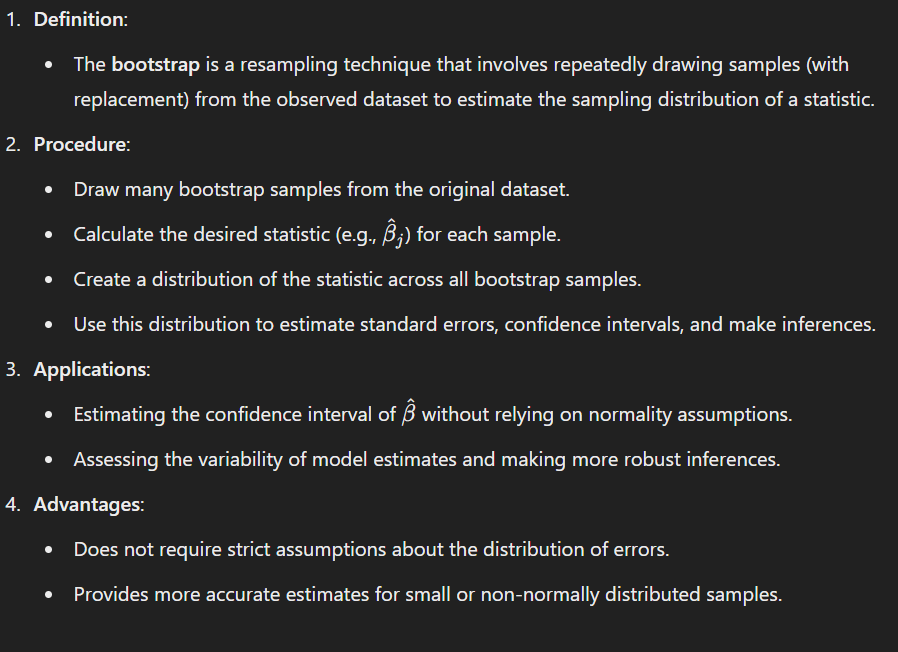 1. Definition:
• The bootstrap is a resampling technique that involves repeatedly drawing samples (with
replacement) from the observed dataset to estimate the sampling distribution of a statistic.
2. Procedure:
• Draw many bootstrap samples from the original dataset.
• Calculate the desired statistic (e.g., β̂ⱼ) for each sample.
• Create a distribution of the statistic across all bootstrap samples.
• Use this distribution to estimate standard errors, confidence intervals, and make inferences.
3. Applications:
• Estimating the confidence interval of β̂ without relying on normality assumptions.
• Assessing the variability of model estimates and making more robust inferences.
4. Advantages:
• Does not require strict assumptions about the distribution of errors.
• Provides more accurate estimates for small or non-normally distributed samples.